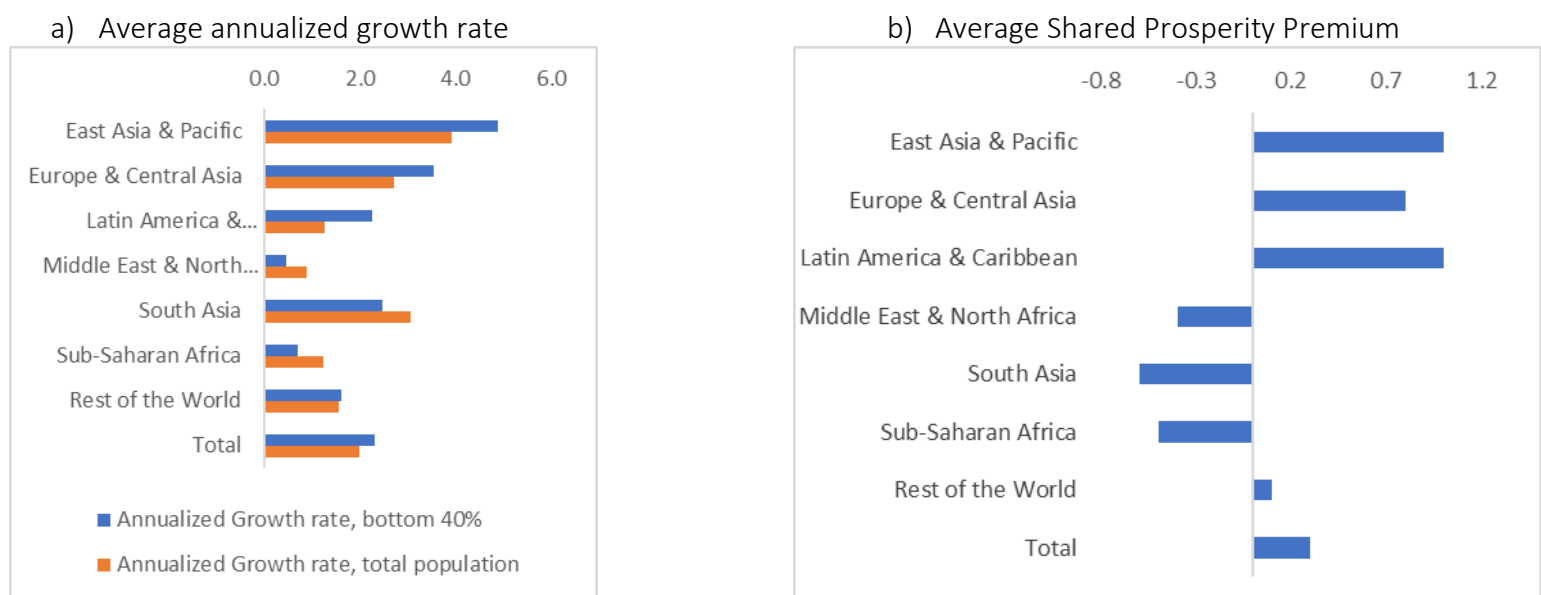 a) Average annualized growth rate
0.0 2.0 4.0 6.0
East Asia & Pacific
Europe & Central Asia
Latin America &...
Middle East & North...
South Asia
Sub-Saharan Africa
Rest of the World
Total
Annualized Growth rate, bottom 40%
Annualized Growth rate, total population
b) Average Shared Prosperity Premium
-0.8 -0.3 0.2 0.7 1.2
East Asia & Pacific
Europe & Central Asia
Latin America & Caribbean
Middle East & North Africa
South Asia
Sub-Saharan Africa
Rest of the World
Total